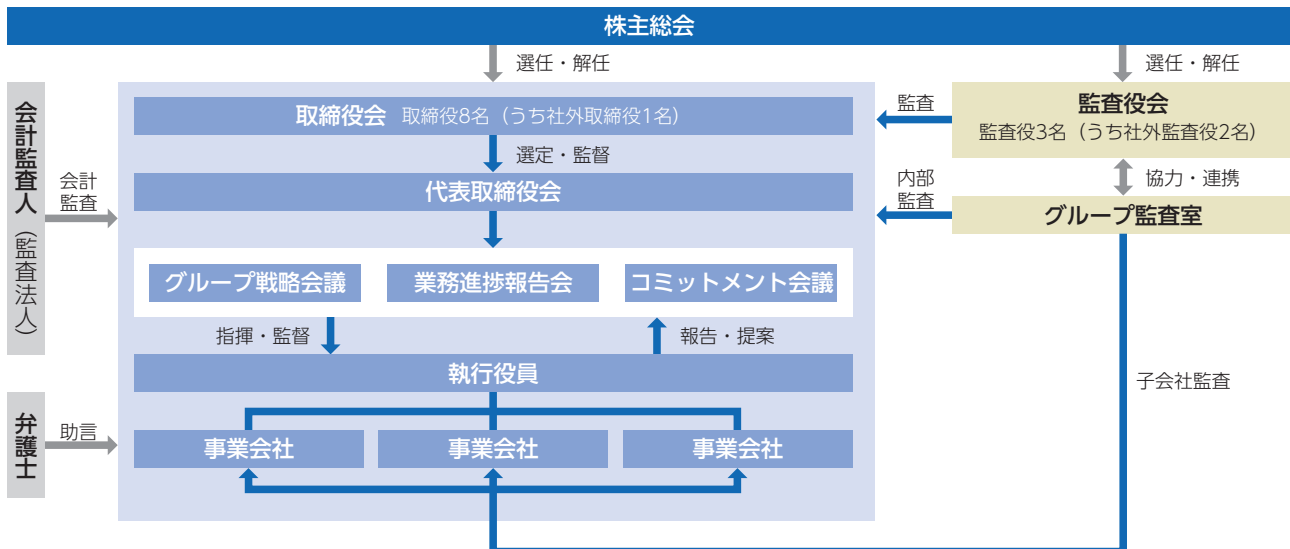 株主総会
選任・解任
選任・解任
会計監査人（監査法人）
会計
監査
取締役会 取締役8名（うち社外取締役1名）
監査
監査役会
監査役3名（うち社外監査役2名）
選定・監督
協力・連携
代表取締役会
内部
監査
グループ監査室
グループ戦略会議
業務進捗報告会
コミットメント会議
指揮・監督
報告・提案
執行役員
子会社監査
弁護士
助言
事業会社
事業会社
事業会社